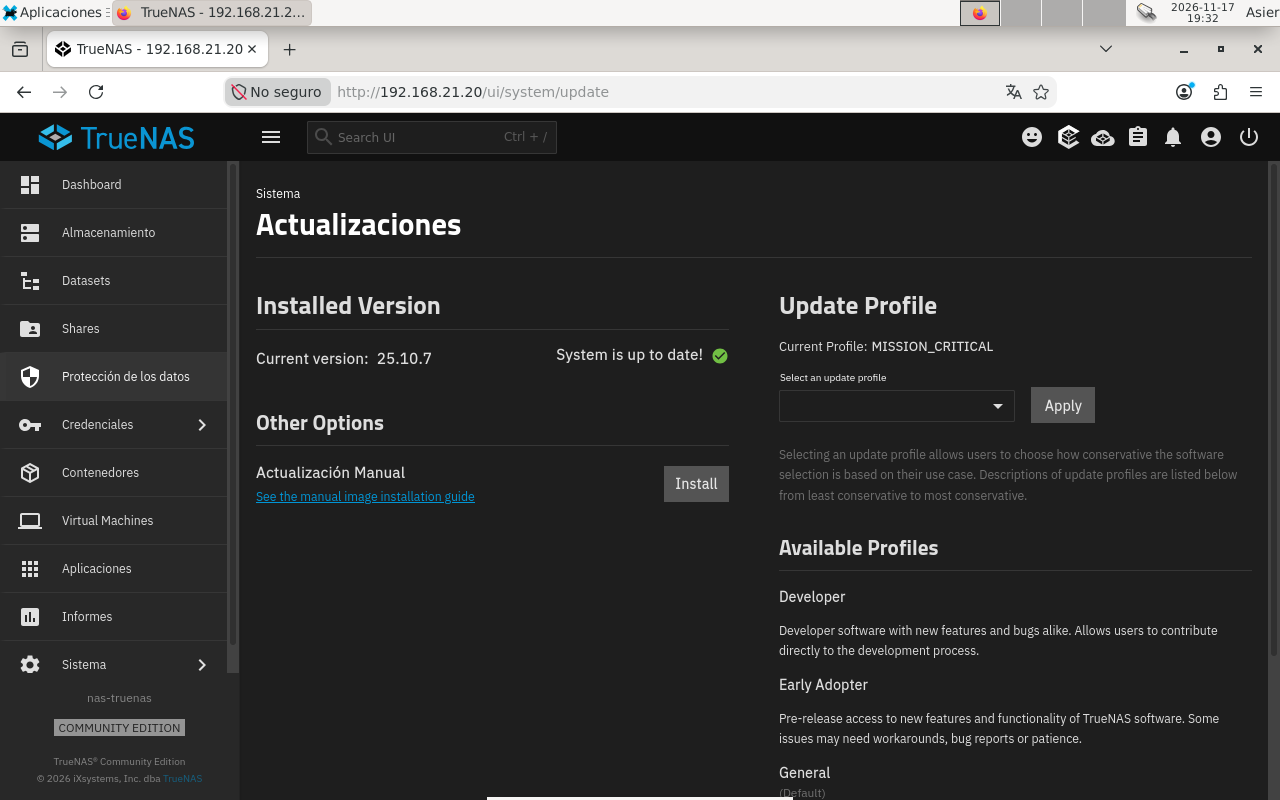 Aplicaciones
TrueNAS - 192.168.21.2...
2026-11-17
19:32
Asier
TrueNAS - 192.168.21.20
No seguro
http://192.168.21.20/ui/system/update
TrueNAS
Search UI
Ctrl + /
Dashboard
Almacenamiento
Datasets
Shares
Protección de los datos
Credenciales
Contenedores
Virtual Machines
Aplicaciones
Informes
Sistema
nas-truenas
COMMUNITY EDITION
TrueNAS® Community Edition
© 2026 iXsystems, Inc. dba TrueNAS
Sistema
Actualizaciones
Installed Version
Current version: 25.10.7
System is up to date!
Other Options
Actualización Manual
See the manual image installation guide
Install
Update Profile
Current Profile: MISSION_CRITICAL
Select an update profile
Apply
Selecting an update profile allows users to choose how conservative the software
selection is based on their use case. Descriptions of update profiles are listed below
from least conservative to most conservative.
Available Profiles
Developer
Developer software with new features and bugs alike. Allows users to contribute
directly to the development process.
Early Adopter
Pre-release access to new features and functionality of TrueNAS software. Some
issues may need workarounds, bug reports or patience.
General
(Default)